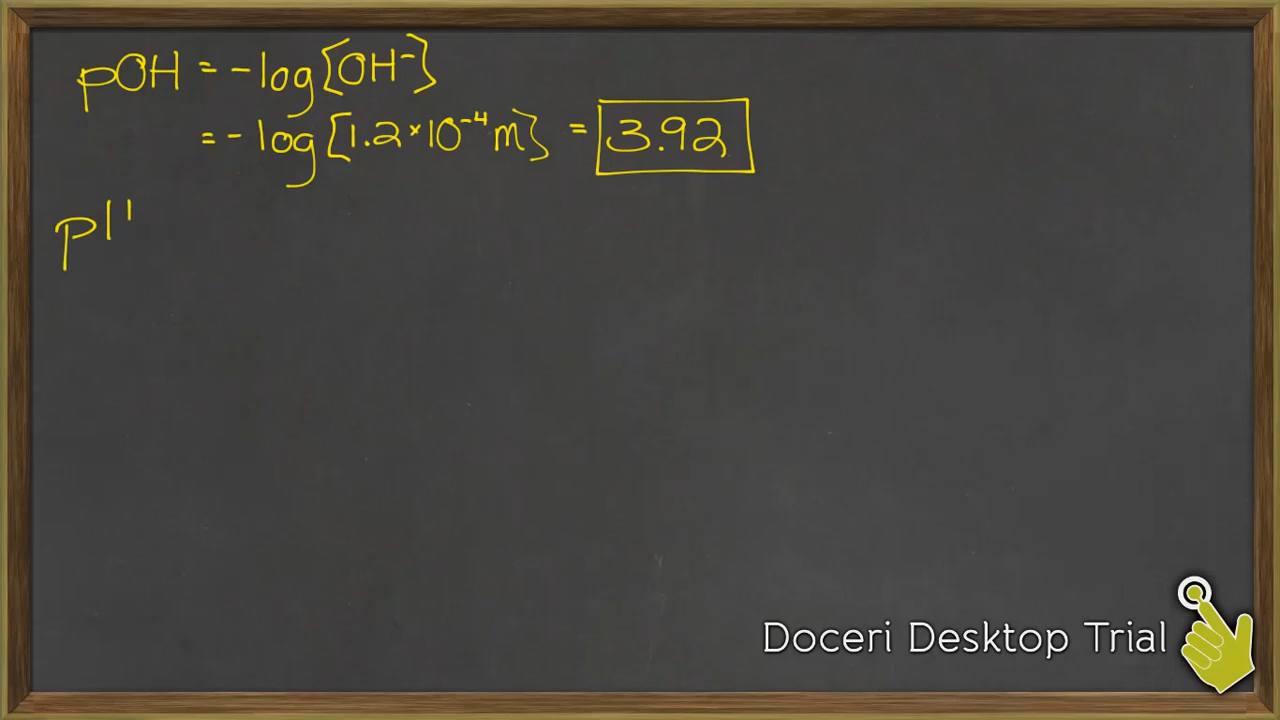 pOH = -log[OH⁻]
= -log[1.2×10⁻⁴ m] = 3.92
p
Doceri Desktop Trial